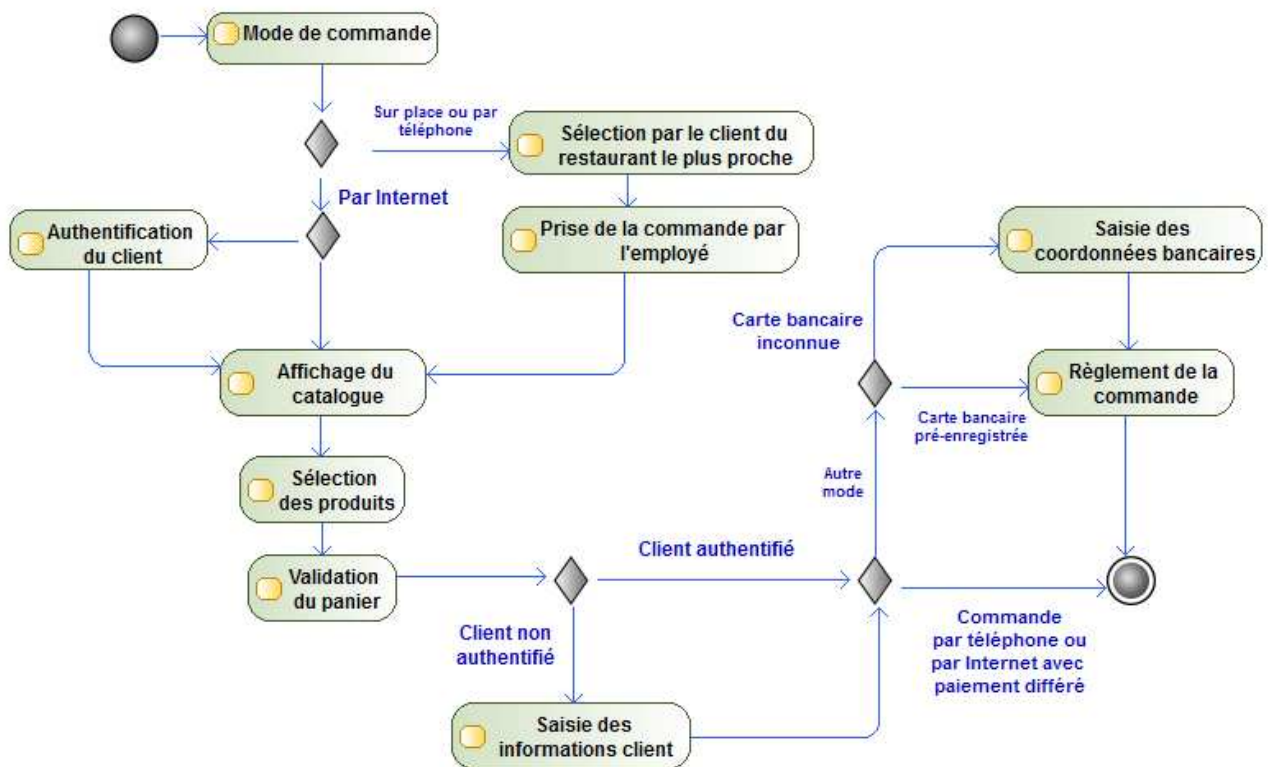 Mode de commande
Sur place ou par
téléphone
Sélection par le client du
restaurant le plus proche
Par Internet
Authentification
du client
Prise de la commande par
l'employé
Saisie des
coordonnées bancaires
Carte bancaire
inconnue
Affichage du
catalogue
Règlement de la
commande
Carte bancaire
pré-enregistrée
Autre
mode
Sélection
des produits
Client authentifié
Validation
du panier
Client non
authentifié
Commande
par téléphone ou
par Internet avec
paiement différé
Saisie des
informations client